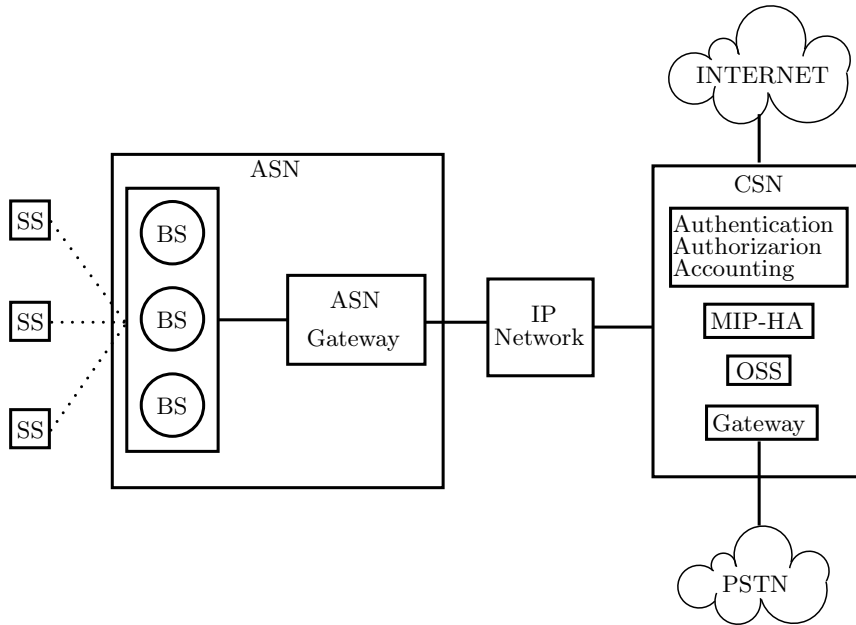 INTERNET
ASN
CSN
SS
BS
Authentication
Authorizarion
Accounting
ASN
Gateway
IP
Network
SS
BS
MIP-HA
OSS
SS
BS
Gateway
PSTN